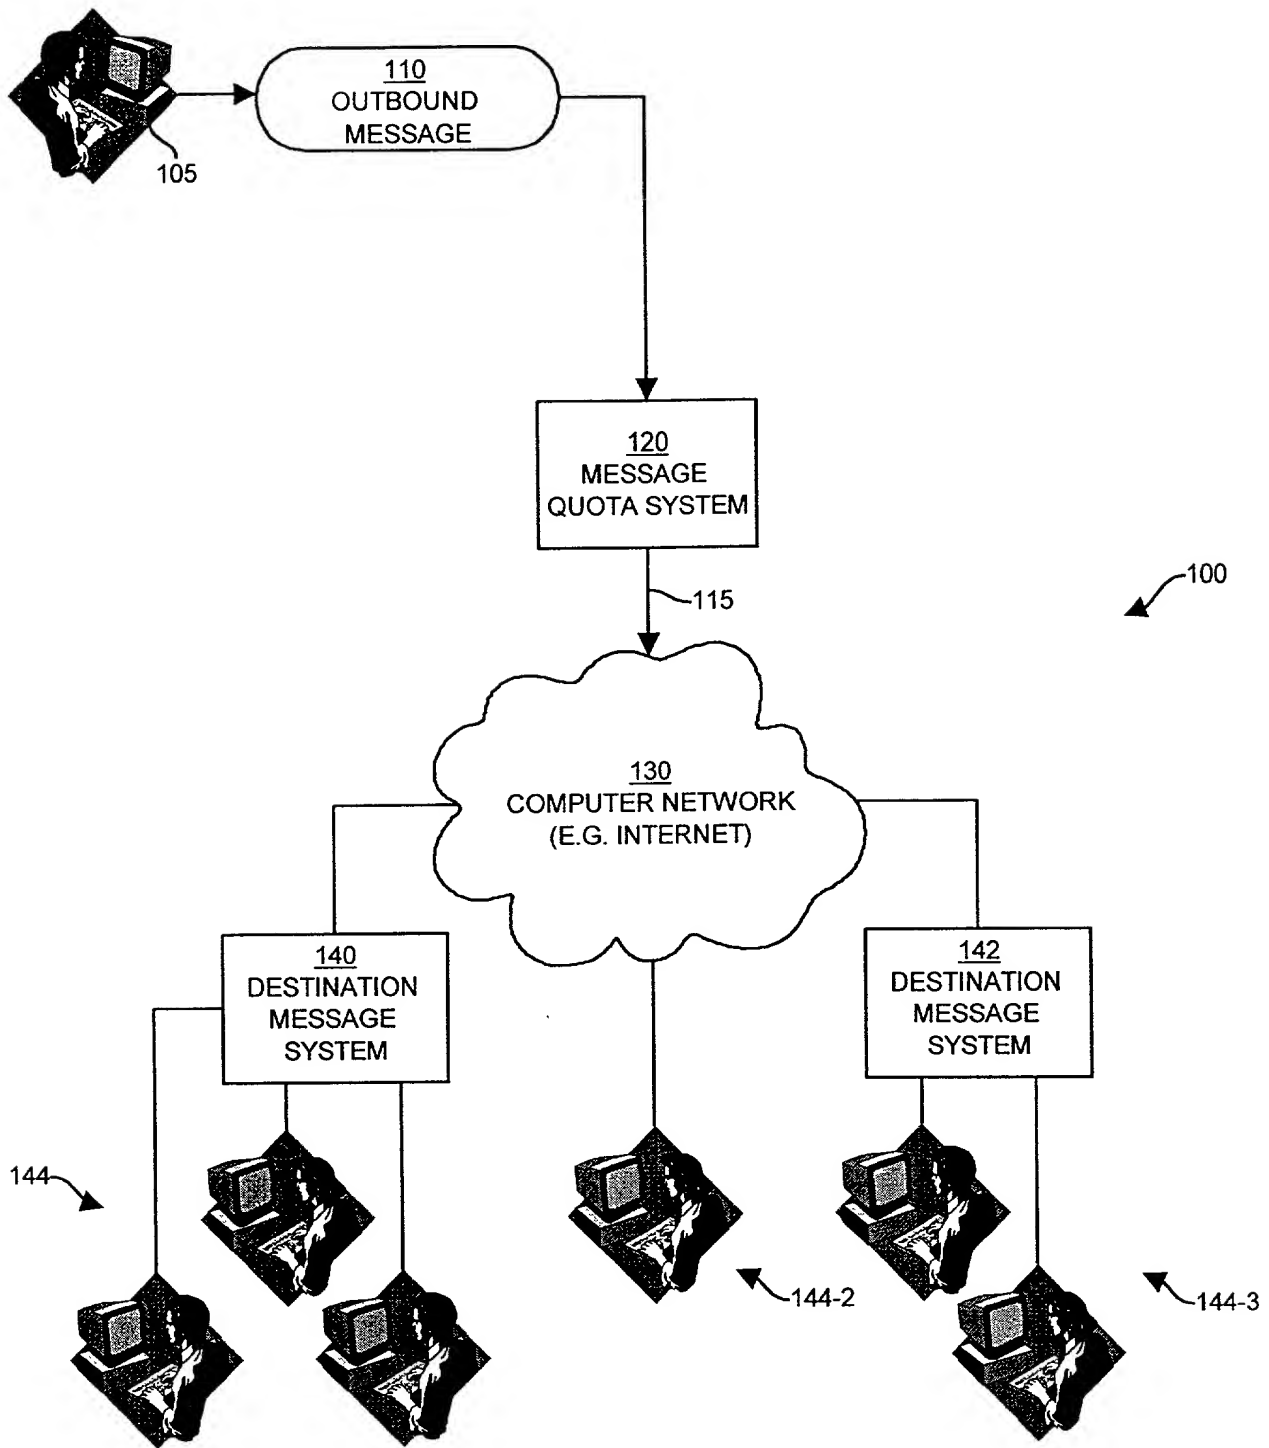 110
OUTBOUND
MESSAGE
105
120
MESSAGE
QUOTA SYSTEM
115
100
130
COMPUTER NETWORK
(E.G. INTERNET)
140
DESTINATION
MESSAGE
SYSTEM
142
DESTINATION
MESSAGE
SYSTEM
144
144-2
144-3